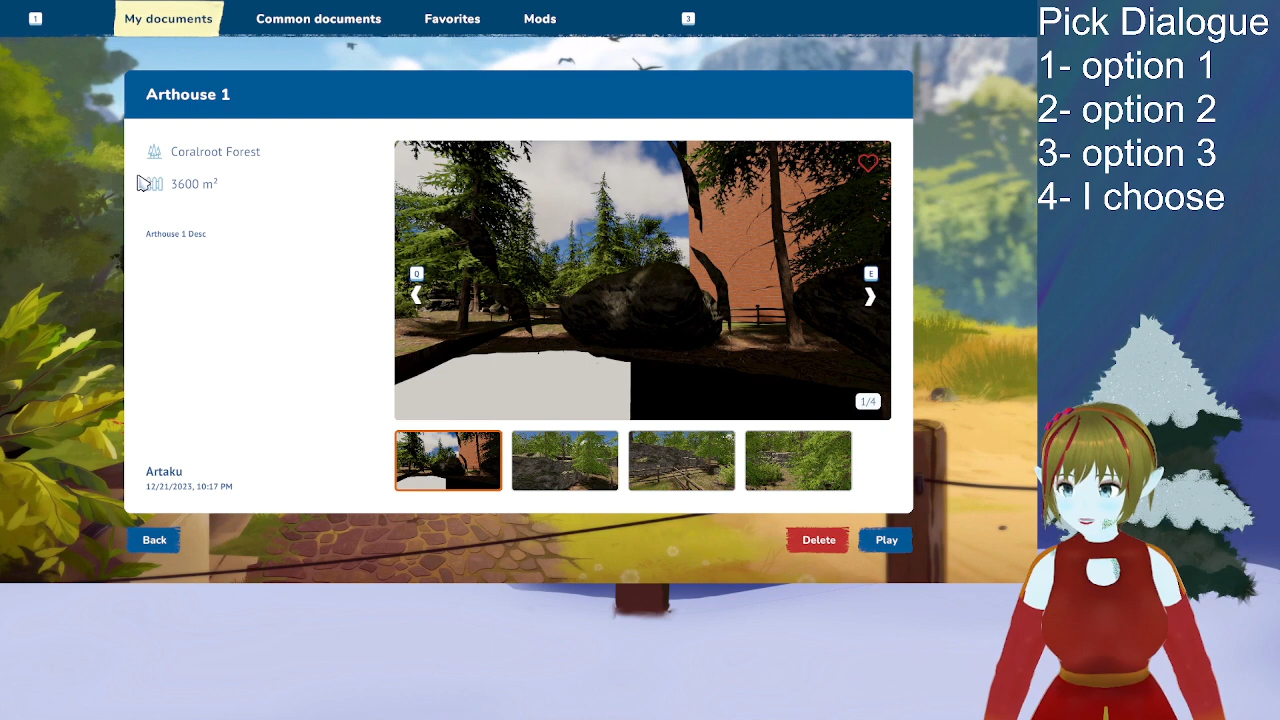 1
My documents
Common documents
Favorites
Mods
3
Arthouse 1
Coralroot Forest
3600 m²
Arthouse 1 Desc
Q
E
1/4
Artaku
12/21/2023, 10:17 PM
Back
Delete
Play
Pick Dialogue
1- option 1
2- option 2
3- option 3
4- I choose